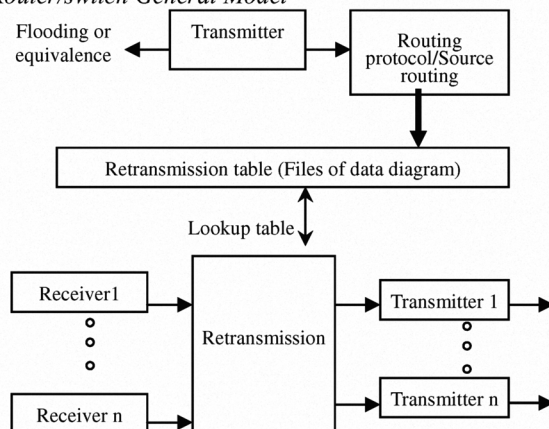 Router/switch General Model
Flooding or
equivalence
Transmitter
Routing
protocol/Source
routing
Retransmission table (Files of data diagram)
Lookup table
Receiver1
Retransmission
Transmitter 1
Receiver n
Transmitter n